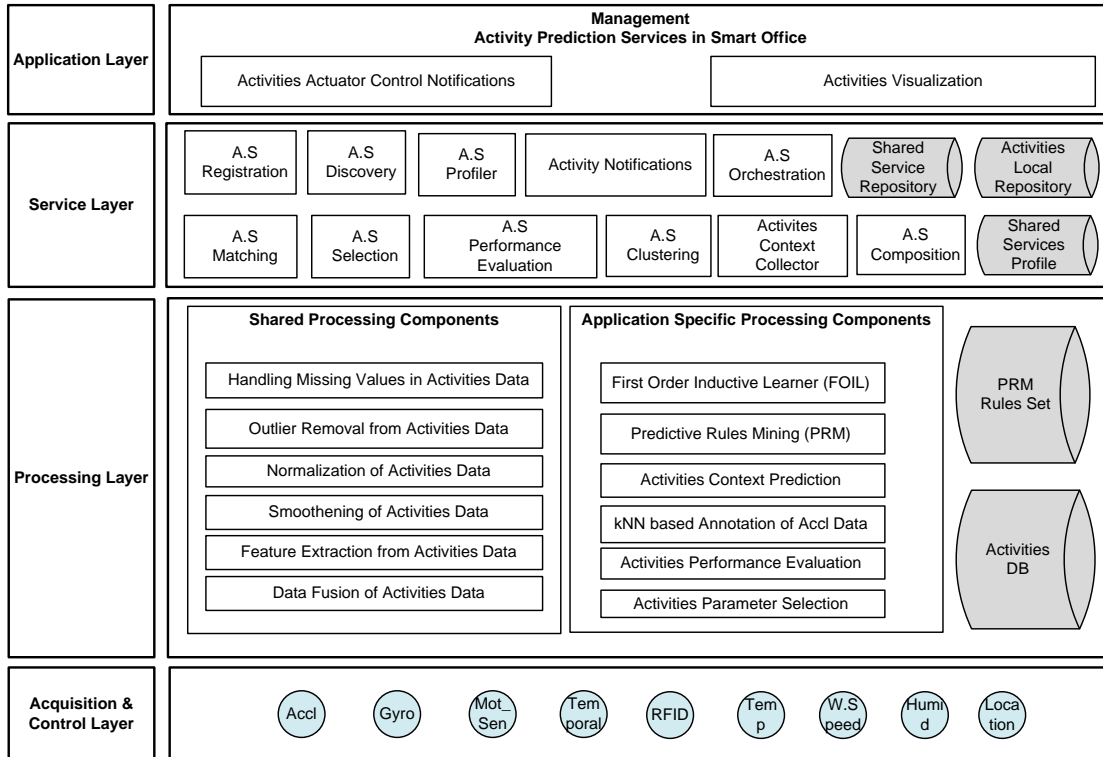 Application Layer
Management
Activity Prediction Services in Smart Office
Activities Actuator Control Notifications
Activities Visualization
Service Layer
A.S
Registration
A.S
Discovery
A.S
Profiler
Activity Notifications
A.S
Orchestration
Shared
Service
Repository
Activities
Local
Repository
A.S
Matching
A.S
Selection
A.S
Performance
Evaluation
A.S
Clustering
Activites
Context
Collector
A.S
Composition
Shared
Services
Profile
Processing Layer
Shared Processing Components
Handling Missing Values in Activities Data
Outlier Removal from Activities Data
Normalization of Activities Data
Smoothening of Activities Data
Feature Extraction from Activities Data
Data Fusion of Activities Data
Application Specific Processing Components
First Order Inductive Learner (FOIL)
Predictive Rules Mining (PRM)
Activities Context Prediction
kNN based Annotation of Accl Data
Activities Performance Evaluation
Activities Parameter Selection
PRM
Rules Set
Activities
DB
Acquisition &
Control Layer
Accl
Gyro
Mot_
Sen
Tem
poral
RFID
Tem
p
W.S
peed
Humi
d
Loca
tion